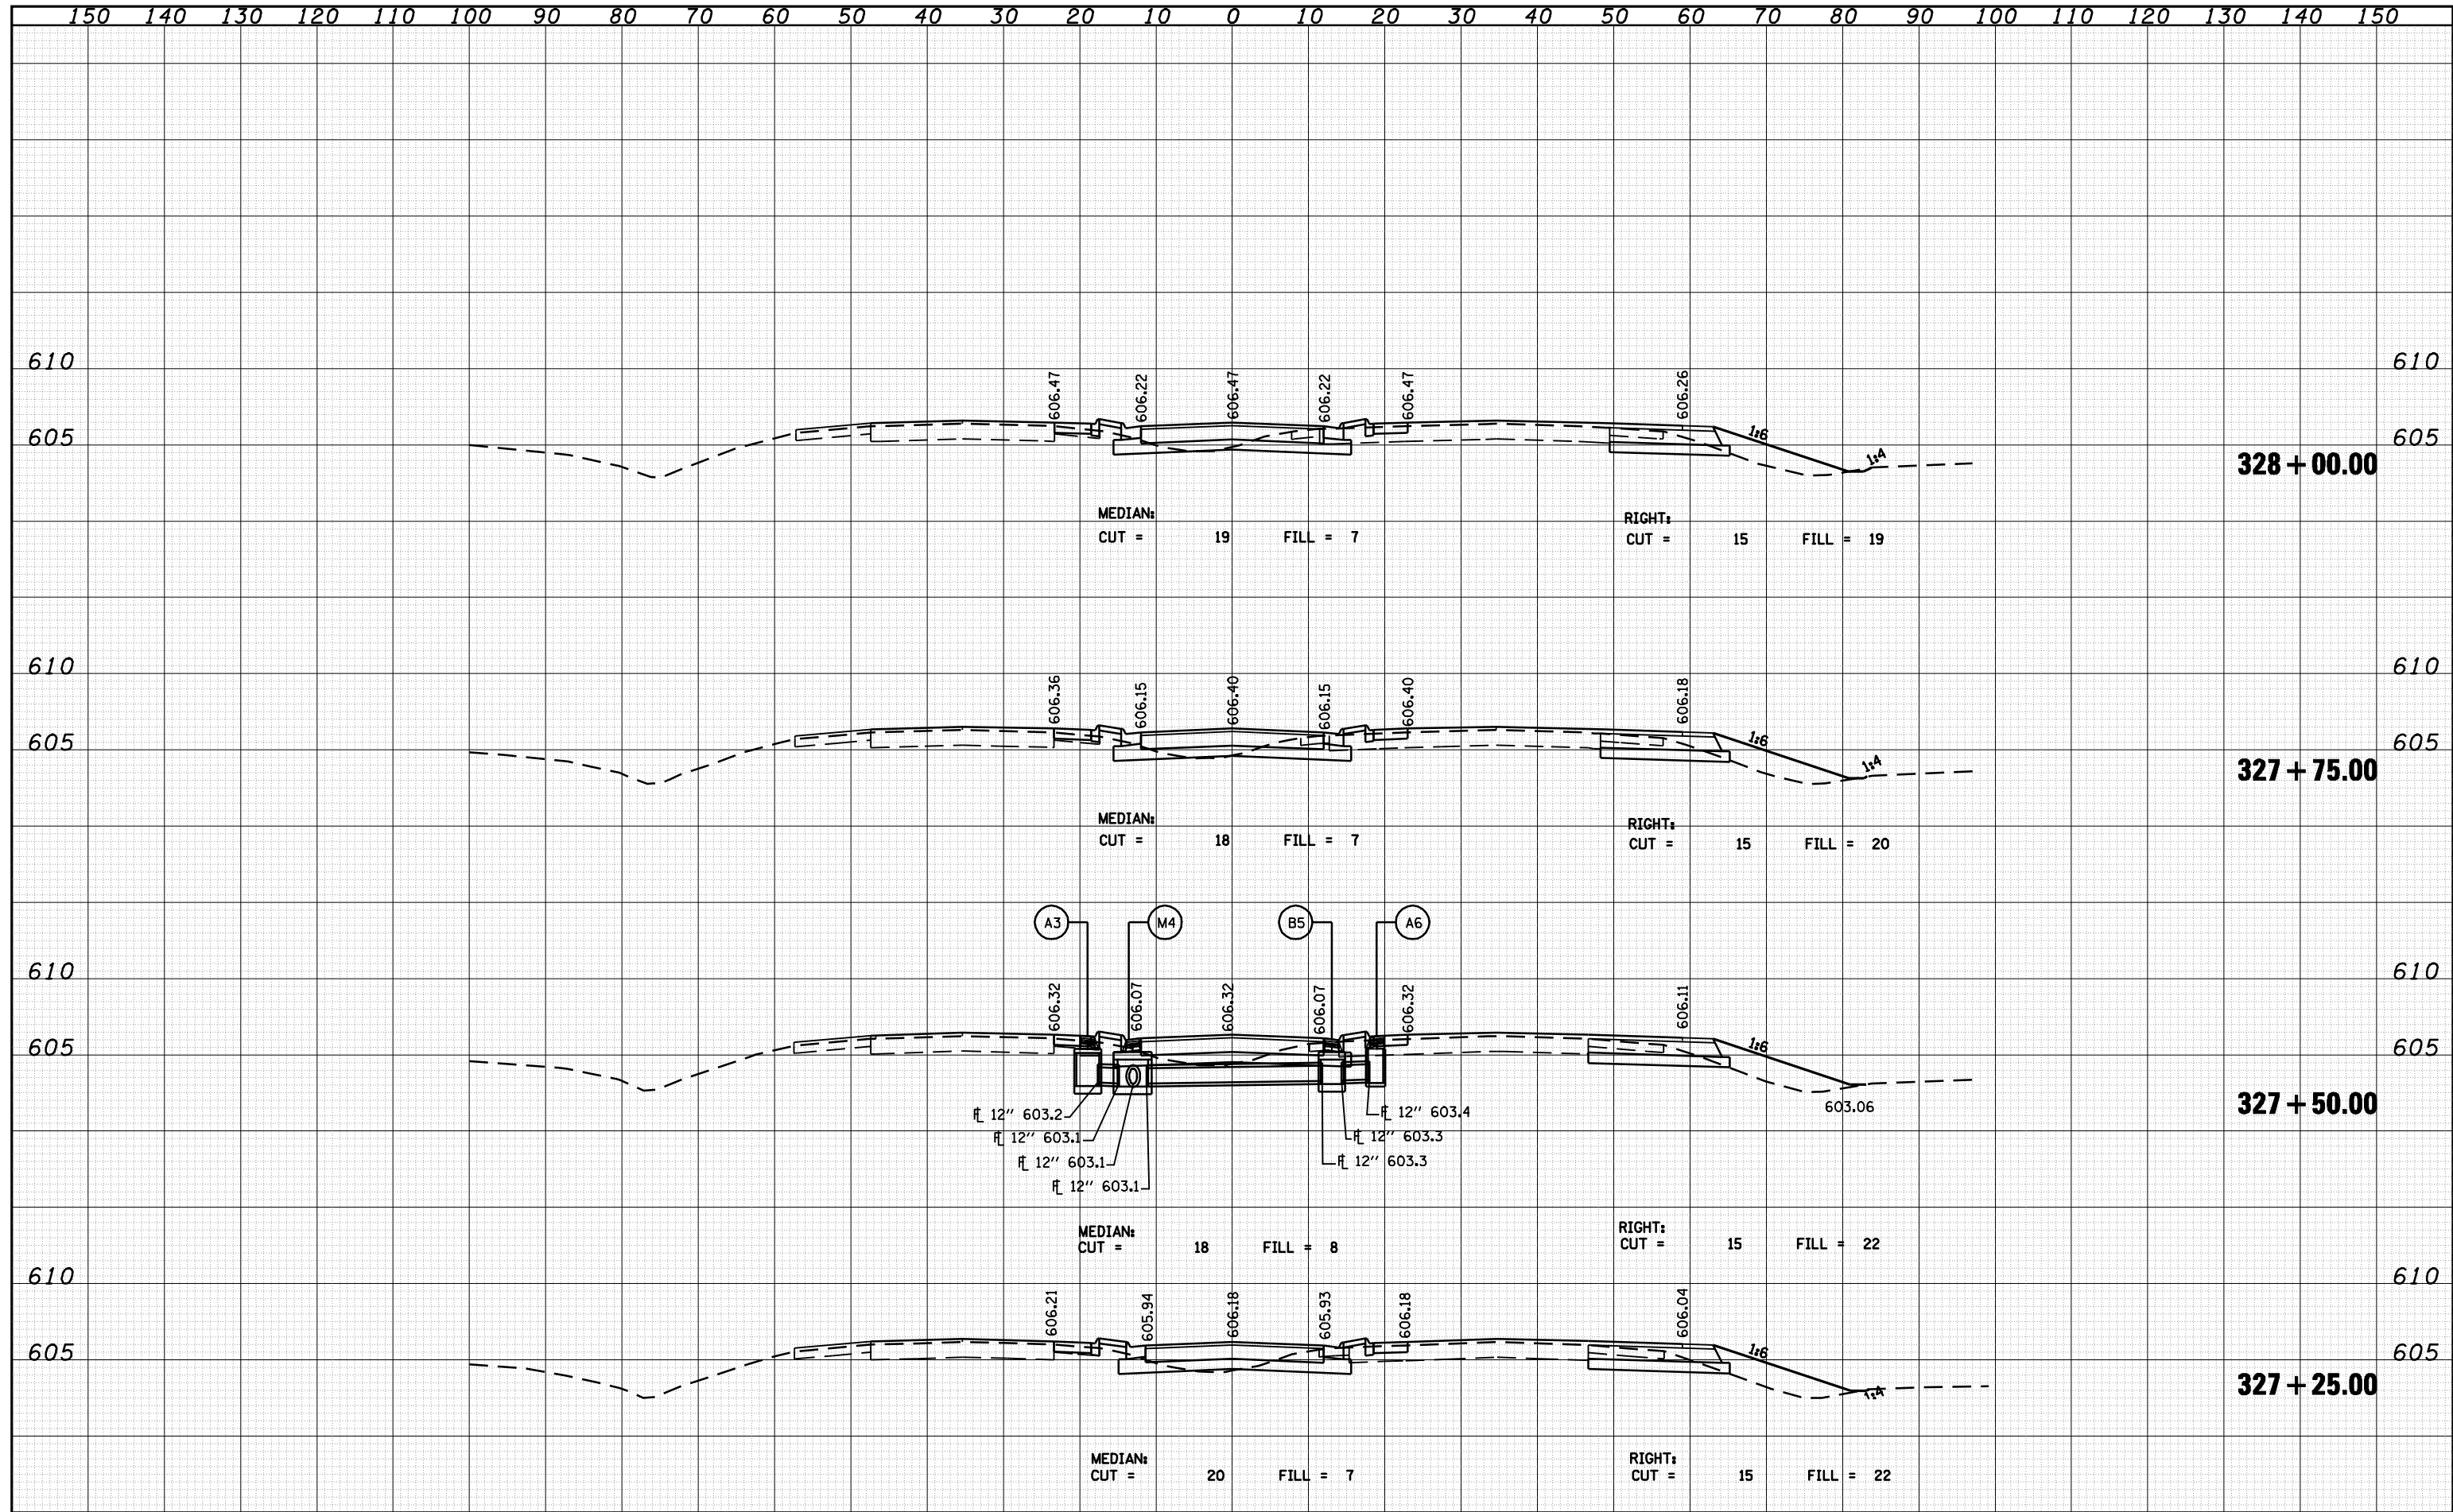 150 140 130 120 110 100 90 80 70 60 50 40 30 20 10 0 10 20 30 40 50 60 70 80 90 100 110 120 130 140 150
610 610
606.47 606.22 606.47 606.22 606.47 606.26
605 605
1:6 1:4
328+00.00
MEDIAN: RIGHT:
CUT = 19 FILL = 7 CUT = 15 FILL = 19
610 610
606.36 606.15 606.40 606.15 606.40 606.18
605 605
1:6 1:4
327+75.00
MEDIAN: RIGHT:
CUT = 18 FILL = 7 CUT = 15 FILL = 20
A3 M4 B5 A6
610 610
606.32 606.07 606.32 606.07 606.32 606.11
605 605
1:6
603.06
327+50.00
FL 12" 603.2 FL 12" 603.4
FL 12" 603.1 FL 12" 603.3
FL 12" 603.1 FL 12" 603.3
FL 12" 603.1
MEDIAN: RIGHT:
CUT = 18 FILL = 8 CUT = 15 FILL = 22
610 610
606.21 605.94 606.18 605.93 606.18 606.04
605 605
1:6 1:4
327+25.00
MEDIAN: RIGHT:
CUT = 20 FILL = 7 CUT = 15 FILL = 22